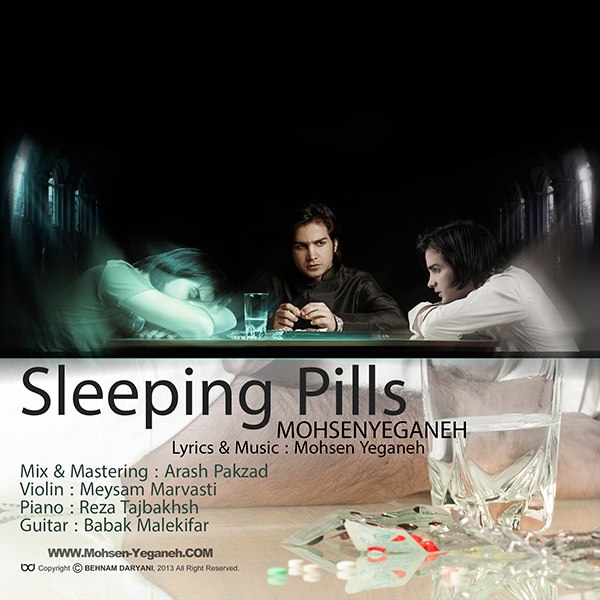 Sleeping Pills
MOHSENYEGANEH
Lyrics & Music : Mohsen Yeganeh
Mix & Mastering : Arash Pakzad
Violin : Meysam Marvasti
Piano : Reza Tajbakhsh
Guitar : Babak Malekifar
WWW.Mohsen-Yeganeh.COM
Copyright © BEHNAM DARYANI, 2013 All Right Reserved.